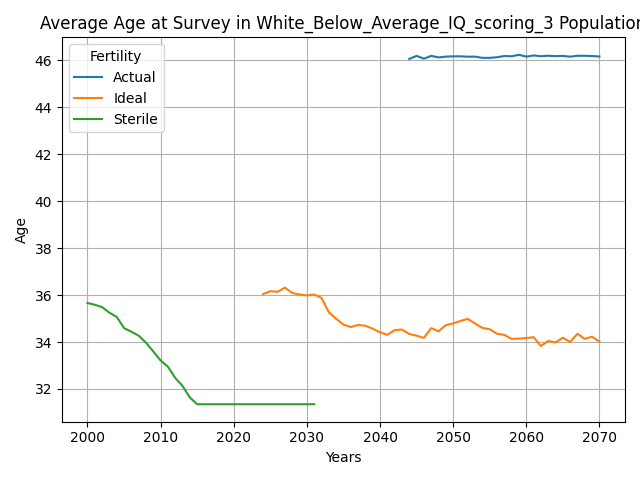 Average Age at Survey in White_Below_Average_IQ_scoring_3 Population
Fertility
Actual
Ideal
Sterile
Age
46
44
42
40
38
36
34
32
2000 2010 2020 2030 2040 2050 2060 2070
Years